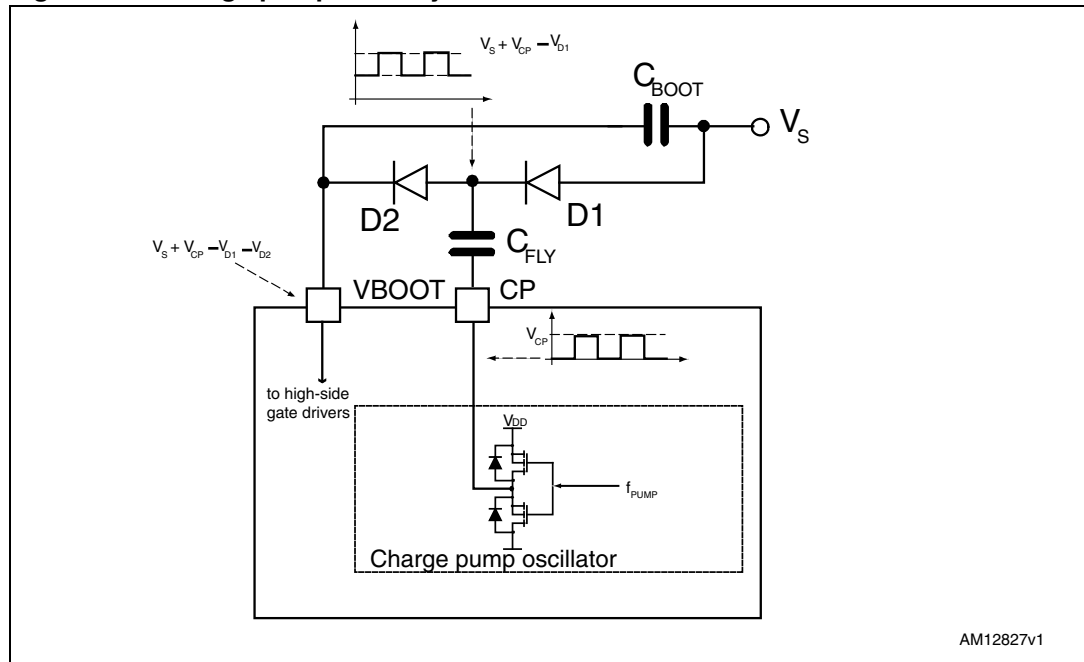 V_S + V_CP – V_D1
C_BOOT
V_S
D2
D1
C_FLY
V_S + V_CP – V_D1 – V_D2
VBOOT
CP
V_CP
to high-side
gate drivers
VDD
f_PUMP
Charge pump oscillator
AM12827v1